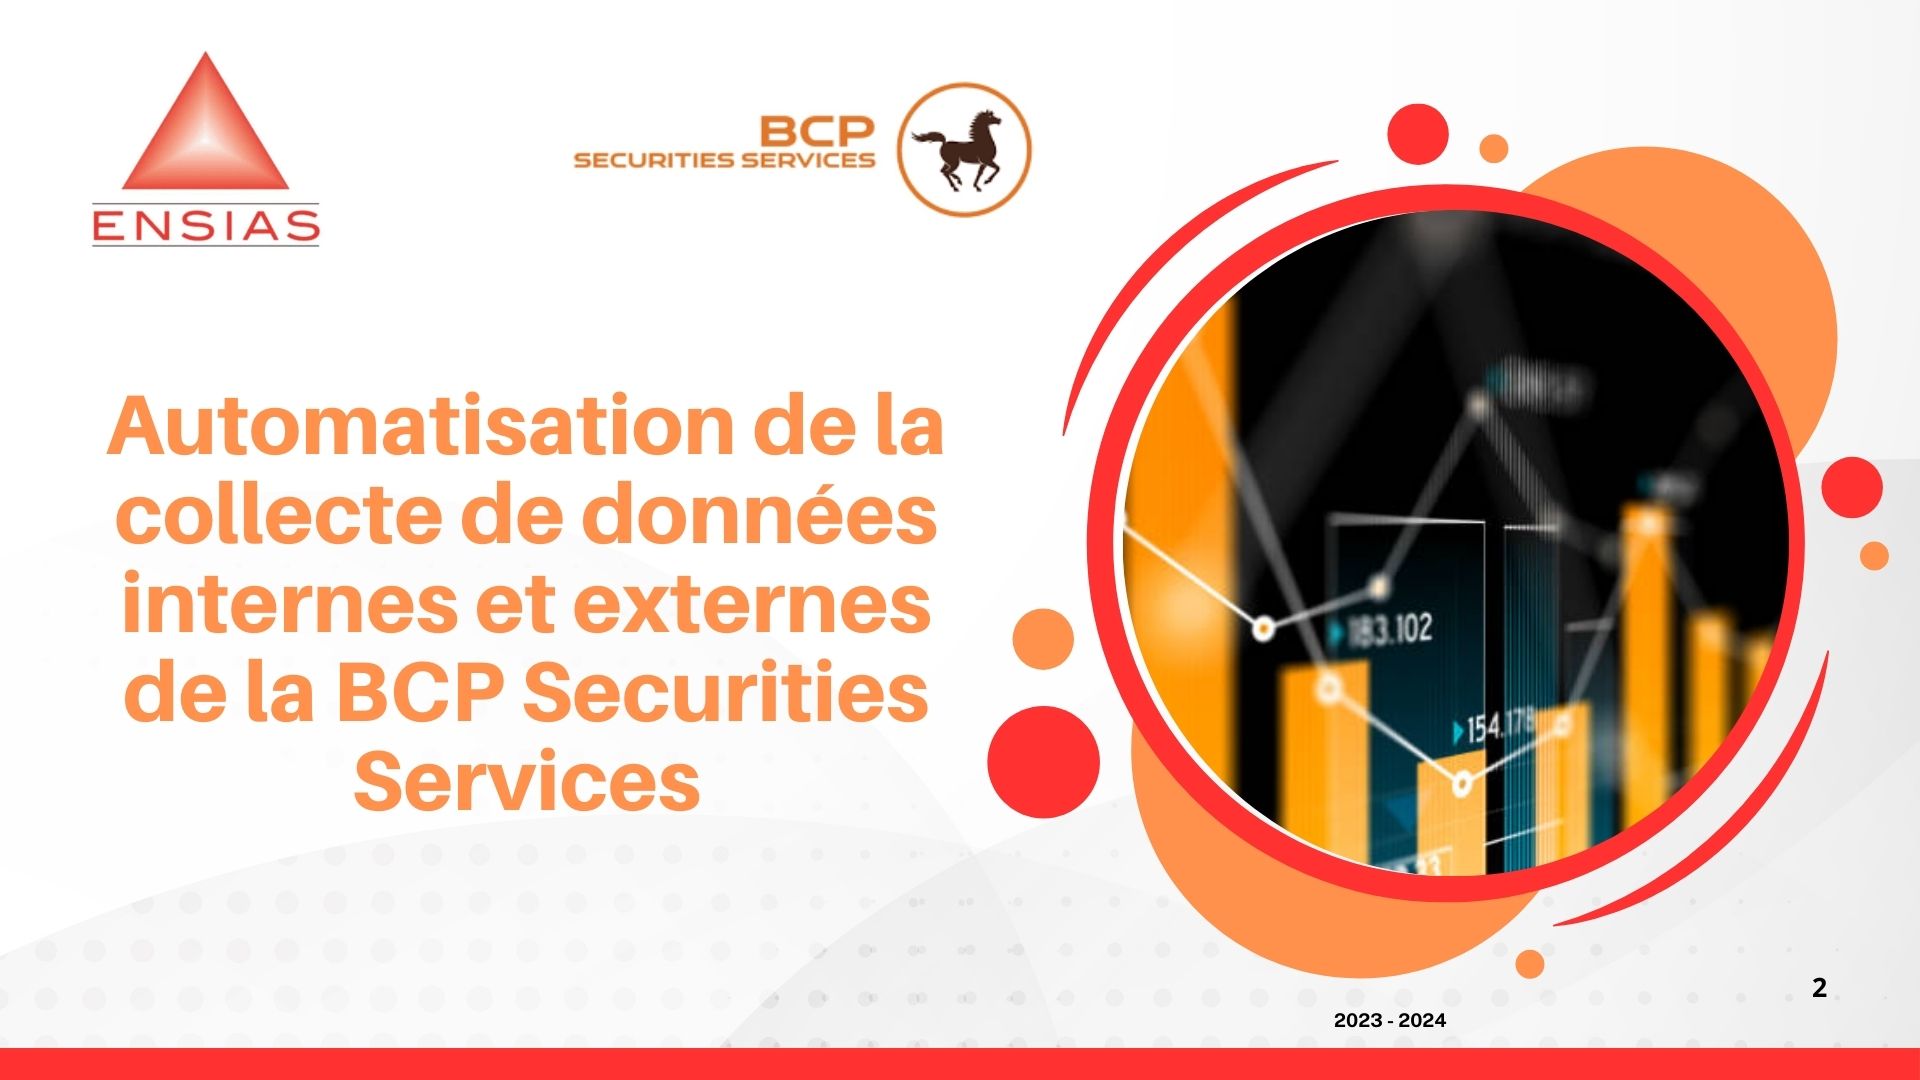 ENSIAS
BCP
SECURITIES SERVICES
Automatisation de la
collecte de données
internes et externes
de la BCP Securities
Services
183.102
154.178
2
2023 - 2024